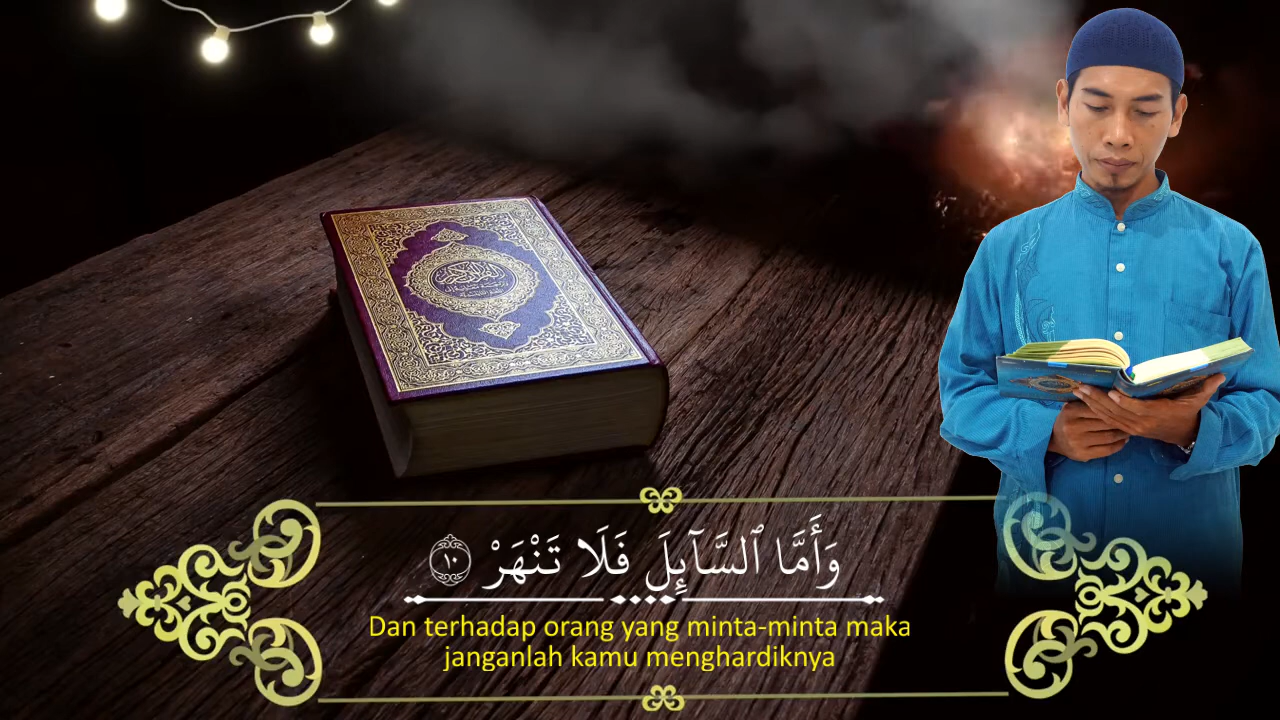 وَأَمَّا ٱلسَّآئِلَ فَلَا تَنْهَرْ ١٠
Dan terhadap orang yang minta-minta maka
janganlah kamu menghardiknya